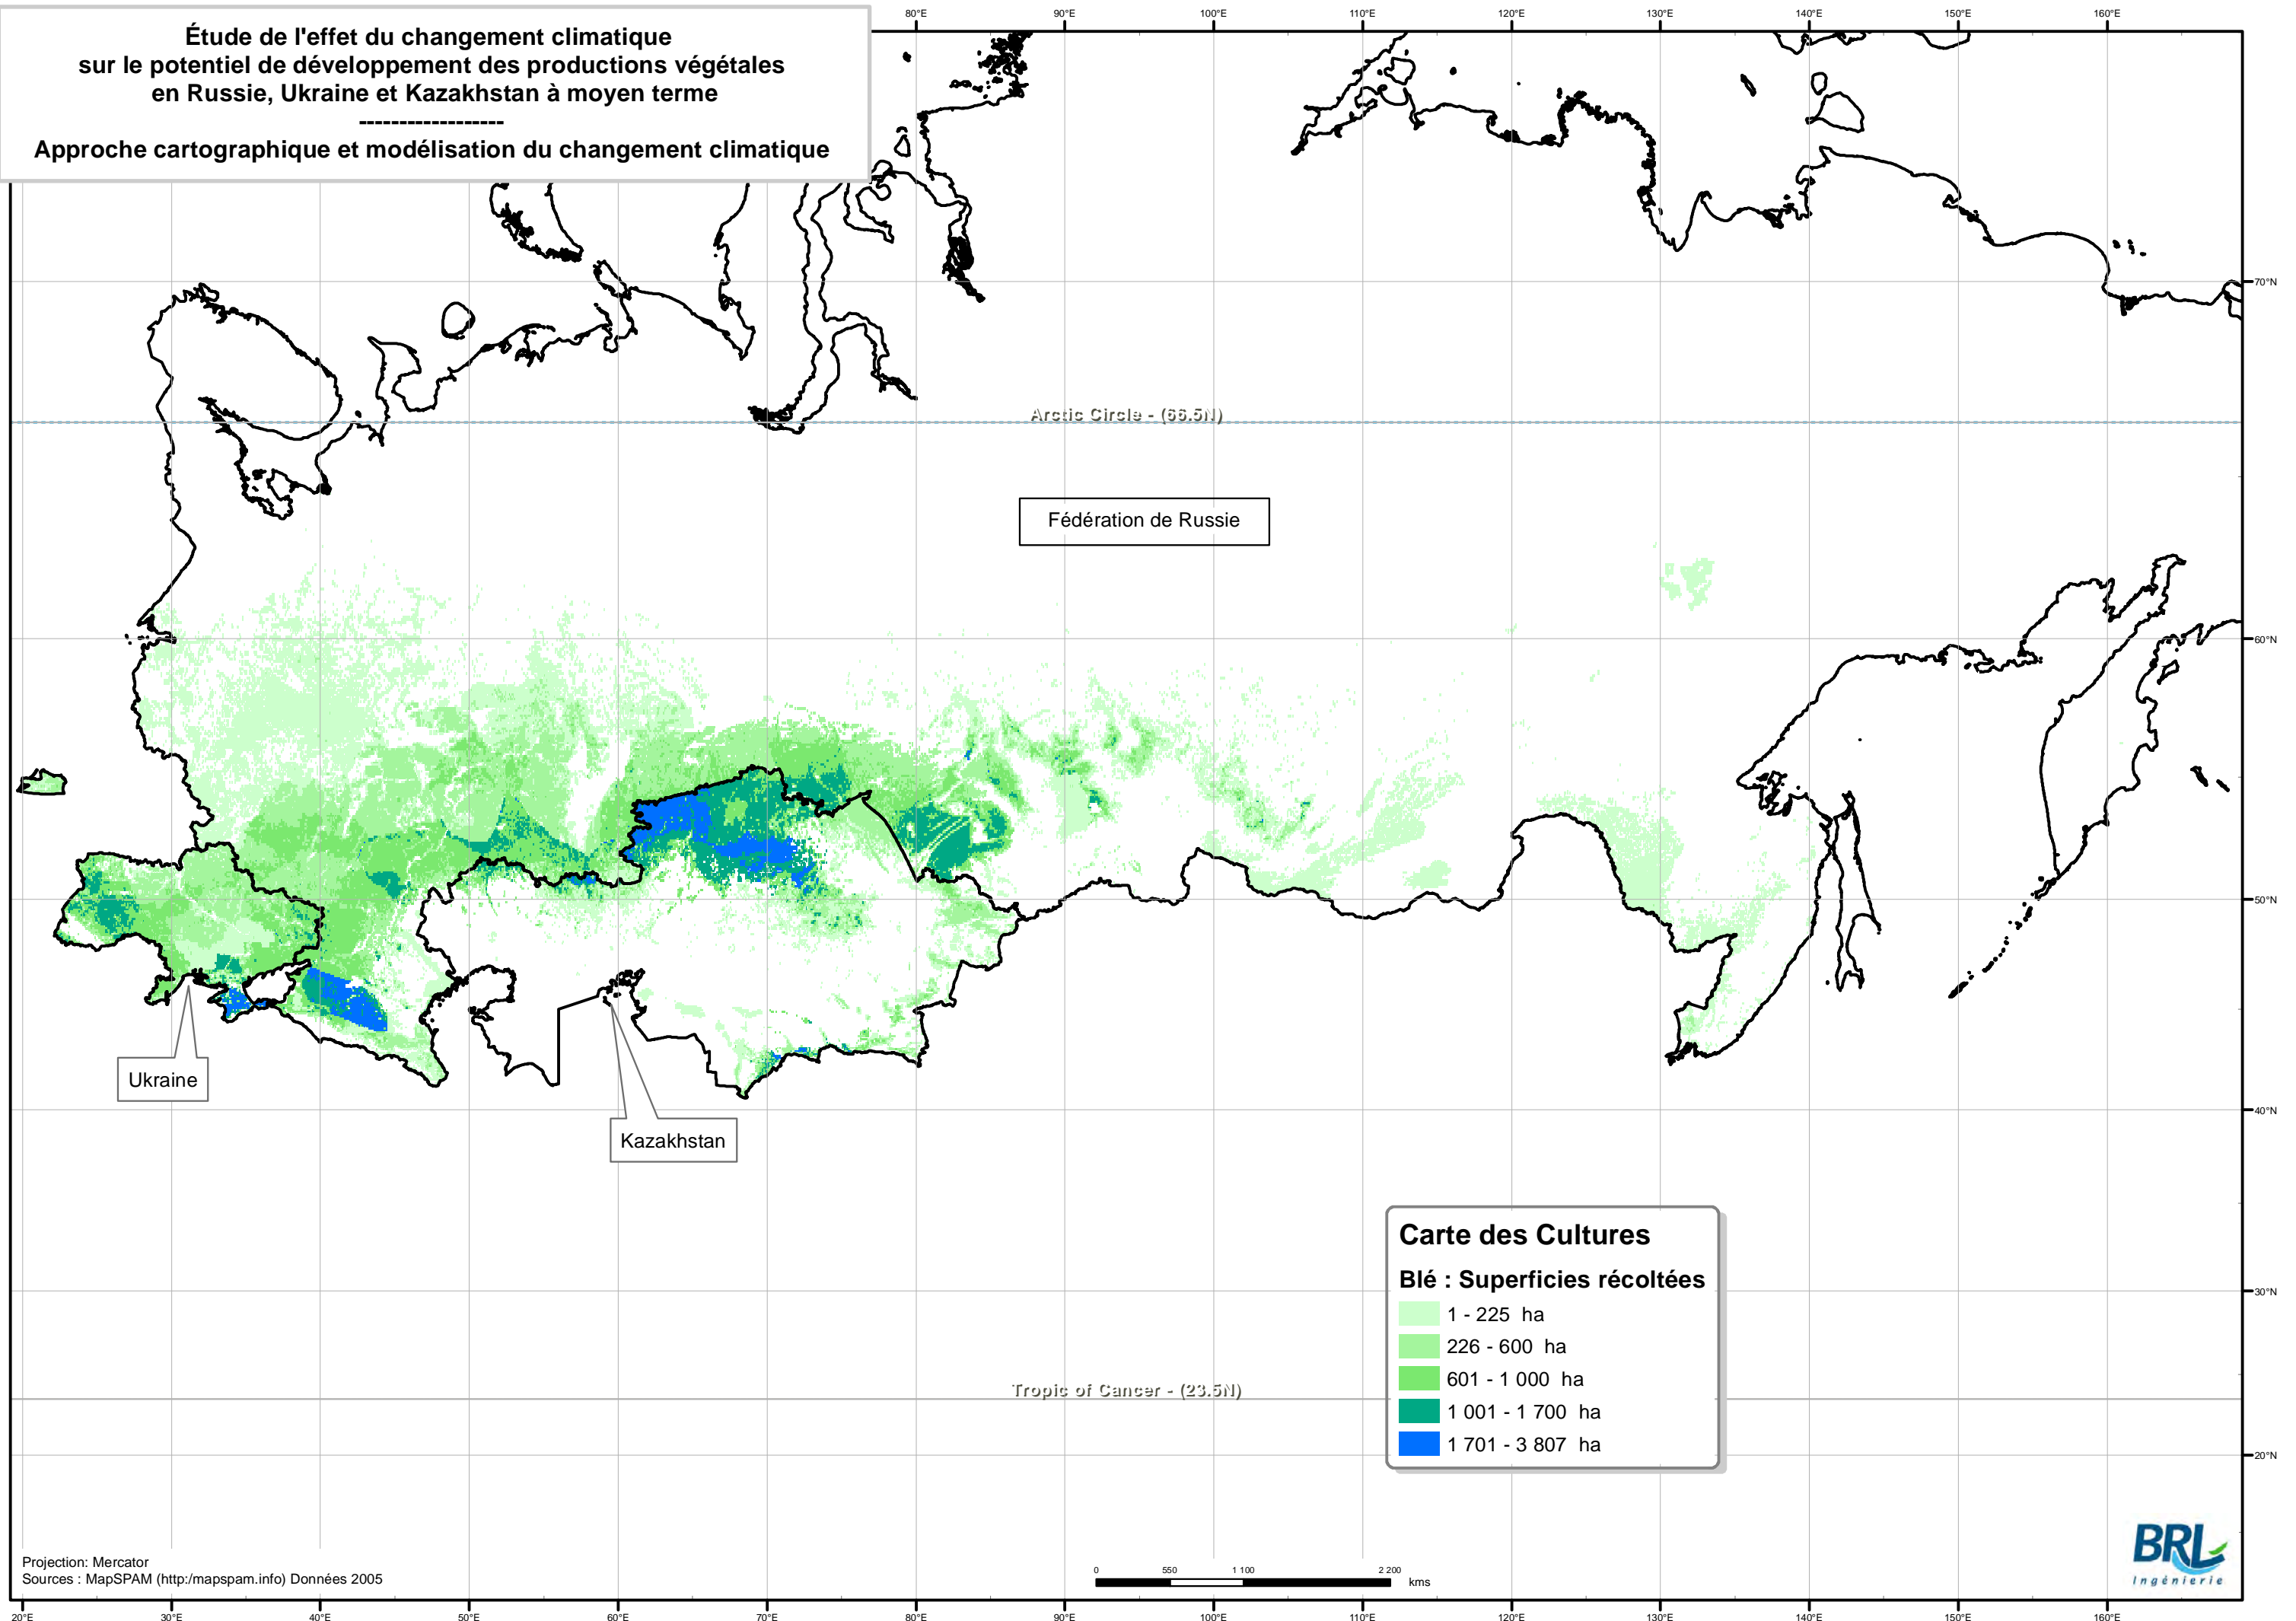 Étude de l'effet du changement climatique
sur le potentiel de développement des productions végétales
en Russie, Ukraine et Kazakhstan à moyen terme
------------------
Approche cartographique et modélisation du changement climatique
80°E 90°E 100°E 110°E 120°E 130°E 140°E 150°E 160°E
70°N
Arctic Circle - (66.5N)
Fédération de Russie
60°N
50°N
Ukraine
40°N
Kazakhstan
Carte des Cultures
Blé : Superficies récoltées
1 - 225 ha
226 - 600 ha
601 - 1 000 ha
1 001 - 1 700 ha
1 701 - 3 807 ha
30°N
Tropic of Cancer - (23.5N)
20°N
Projection: Mercator
Sources : MapSPAM (http:/mapspam.info) Données 2005
0 550 1 100 2 200
kms
BRL
Ingénierie
20°E 30°E 40°E 50°E 60°E 70°E 80°E 90°E 100°E 110°E 120°E 130°E 140°E 150°E 160°E